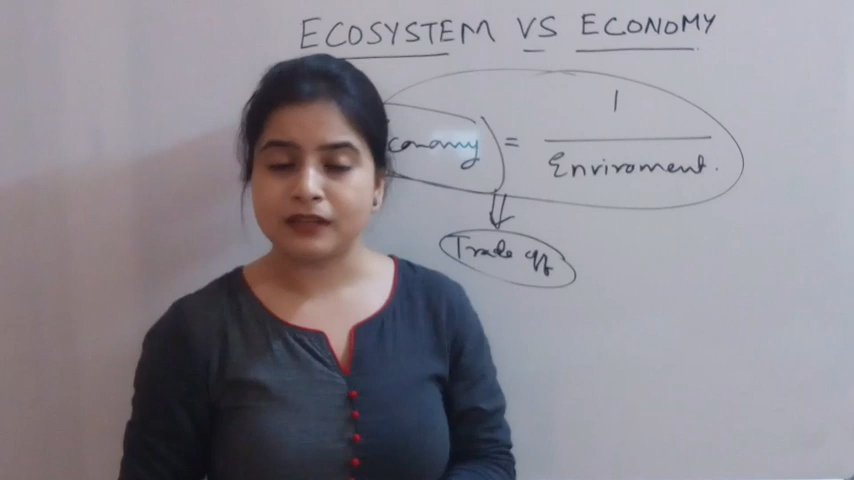 ECOSYSTEM VS ECONOMY
conomy = 1
Enviroment.
Trade off